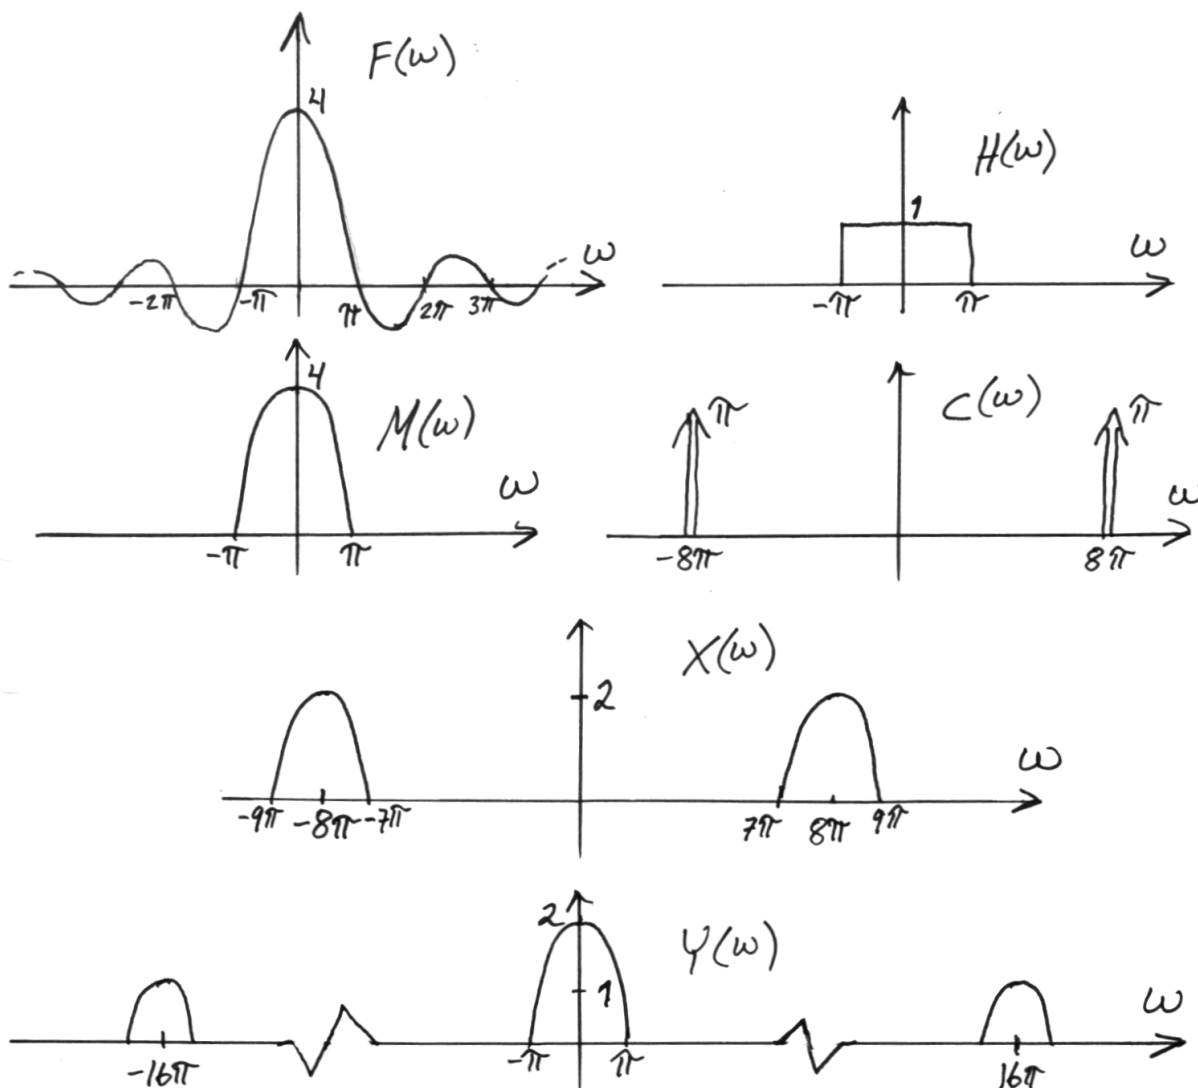 F(ω)
4
ω
-2π
-π
π
2π
3π
H(ω)
1
ω
-π
π
4
M(ω)
ω
-π
π
C(ω)
π
π
ω
-8π
8π
X(ω)
2
ω
-9π
-8π
-7π
7π
8π
9π
2
Y(ω)
1
ω
-16π
-π
π
16π